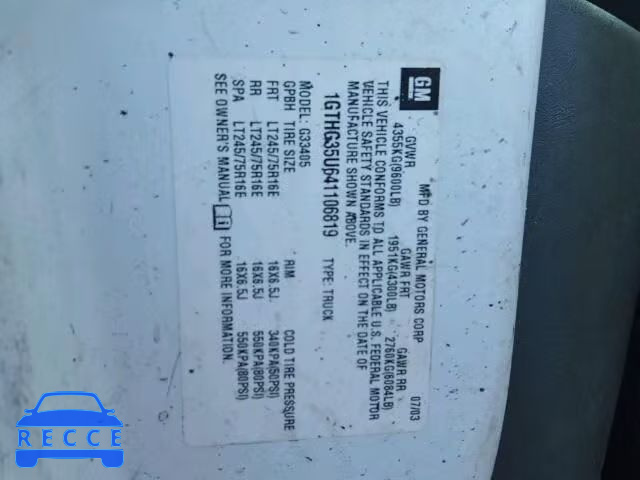 GM
MFD BY GENERAL MOTORS CORP 07/03
GVWR GAWR FRT GAWR RR
4355KG(9600LB) 1951KG(4300LB) 2760KG(6084LB)
THIS VEHICLE CONFORMS TO ALL APPLICABLE U.S. FEDERAL MOTOR
VEHICLE SAFETY STANDARDS IN EFFECT ON THE DATE OF
MANUFACTURE SHOWN ABOVE.
1GTHG35U641106819 TYPE: TRUCK
MODEL: G33405
GPBH TIRE SIZE RIM COLD TIRE PRESSURE
FRT LT245/75R16E 16X6.5J 340KPA(50PSI)
RR LT245/75R16E 16X6.5J 550KPA(80PSI)
SPA LT245/75R16E 16X6.5J 550KPA(80PSI)
SEE OWNER'S MANUAL FOR MORE INFORMATION.
RECCE